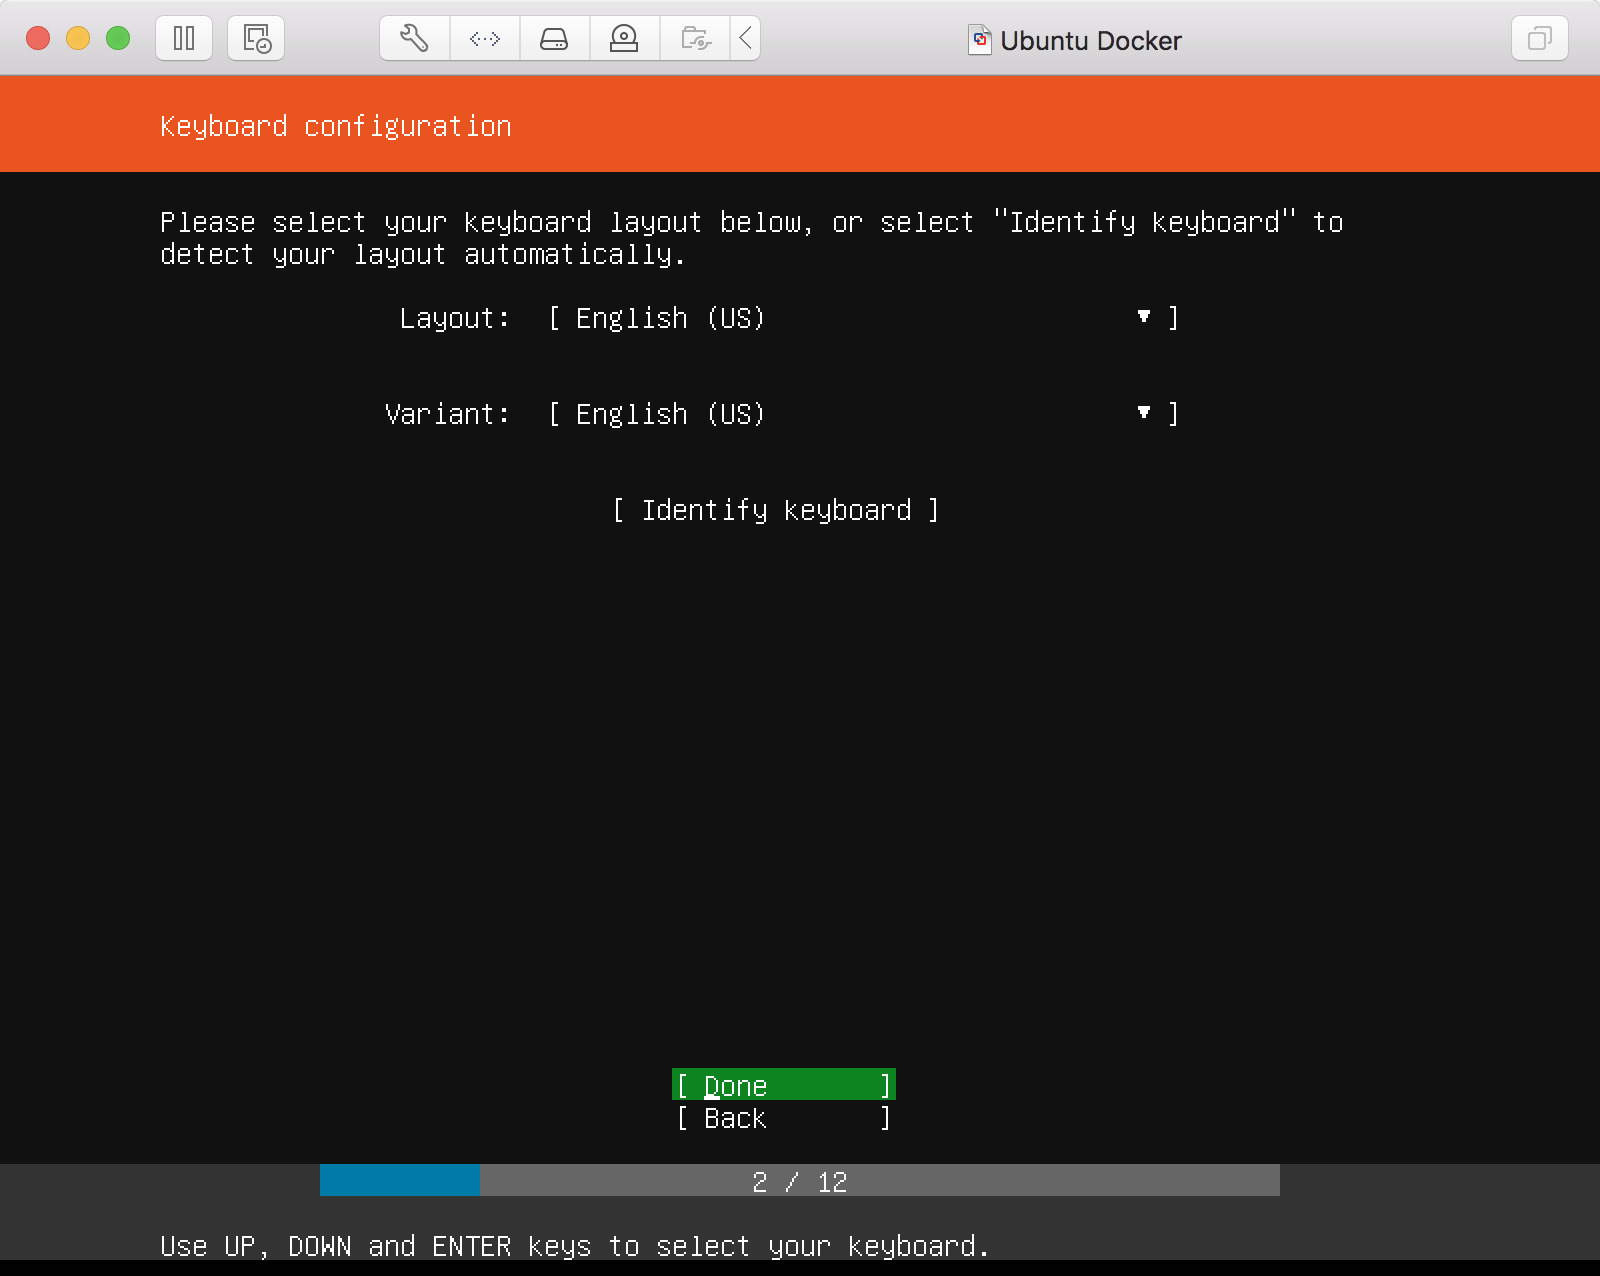 Ubuntu Docker
Keyboard configuration
Please select your keyboard layout below, or select "Identify keyboard" to
detect your layout automatically.
Layout: [ English (US) ▾ ]
Variant: [ English (US) ▾ ]
[ Identify keyboard ]
[ Done ]
[ Back ]
2 / 12
Use UP, DOWN and ENTER keys to select your keyboard.